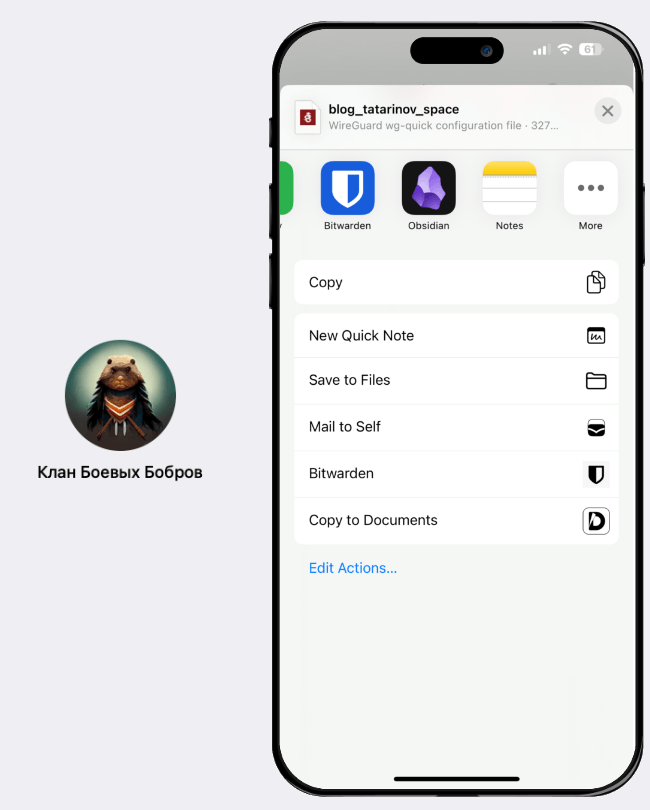 61
blog_tatarinov_space
WireGuard wg-quick configuration file · 327...
Bitwarden
Obsidian
Notes
More
Copy
New Quick Note
Save to Files
Mail to Self
Bitwarden
Copy to Documents
Edit Actions...
Клан Боевых Бобров